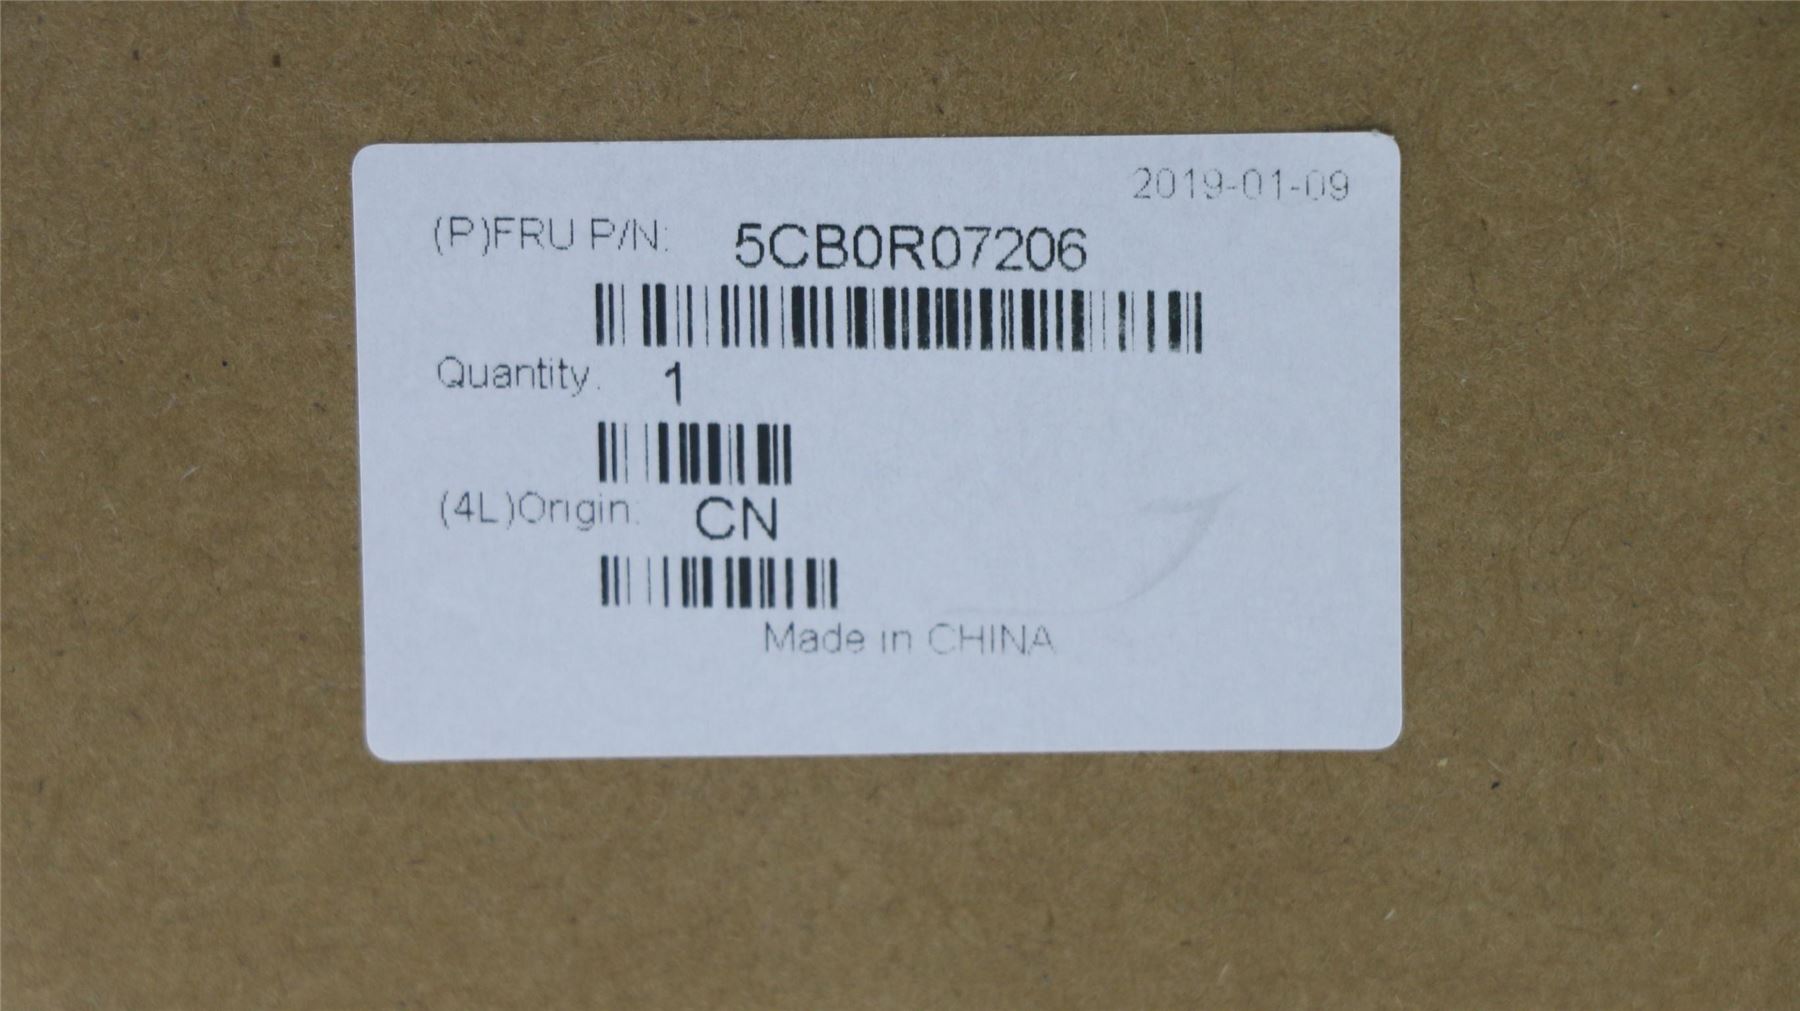 2019-01-09
(P)FRU P/N: 5CB0R07206
Quantity: 1
(4L)Origin: CN
Made in CHINA